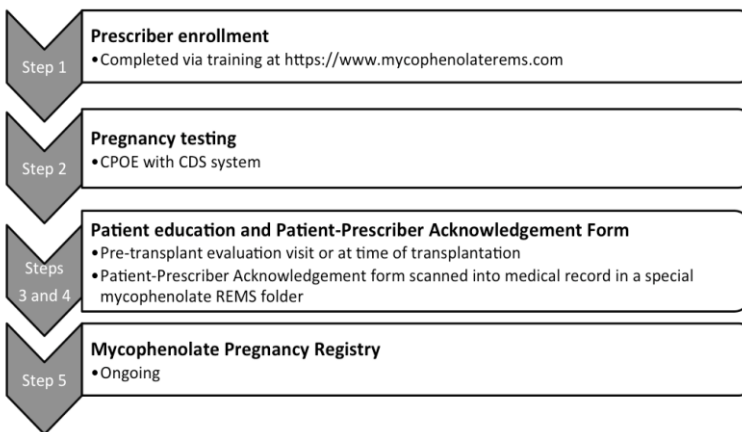 Step 1
Prescriber enrollment
•Completed via training at https://www.mycophenolaterems.com
Step 2
Pregnancy testing
•CPOE with CDS system
Steps
3 and 4
Patient education and Patient-Prescriber Acknowledgement Form
•Pre-transplant evaluation visit or at time of transplantation
•Patient-Prescriber Acknowledgement form scanned into medical record in a special
mycophenolate REMS folder
Step 5
Mycophenolate Pregnancy Registry
•Ongoing